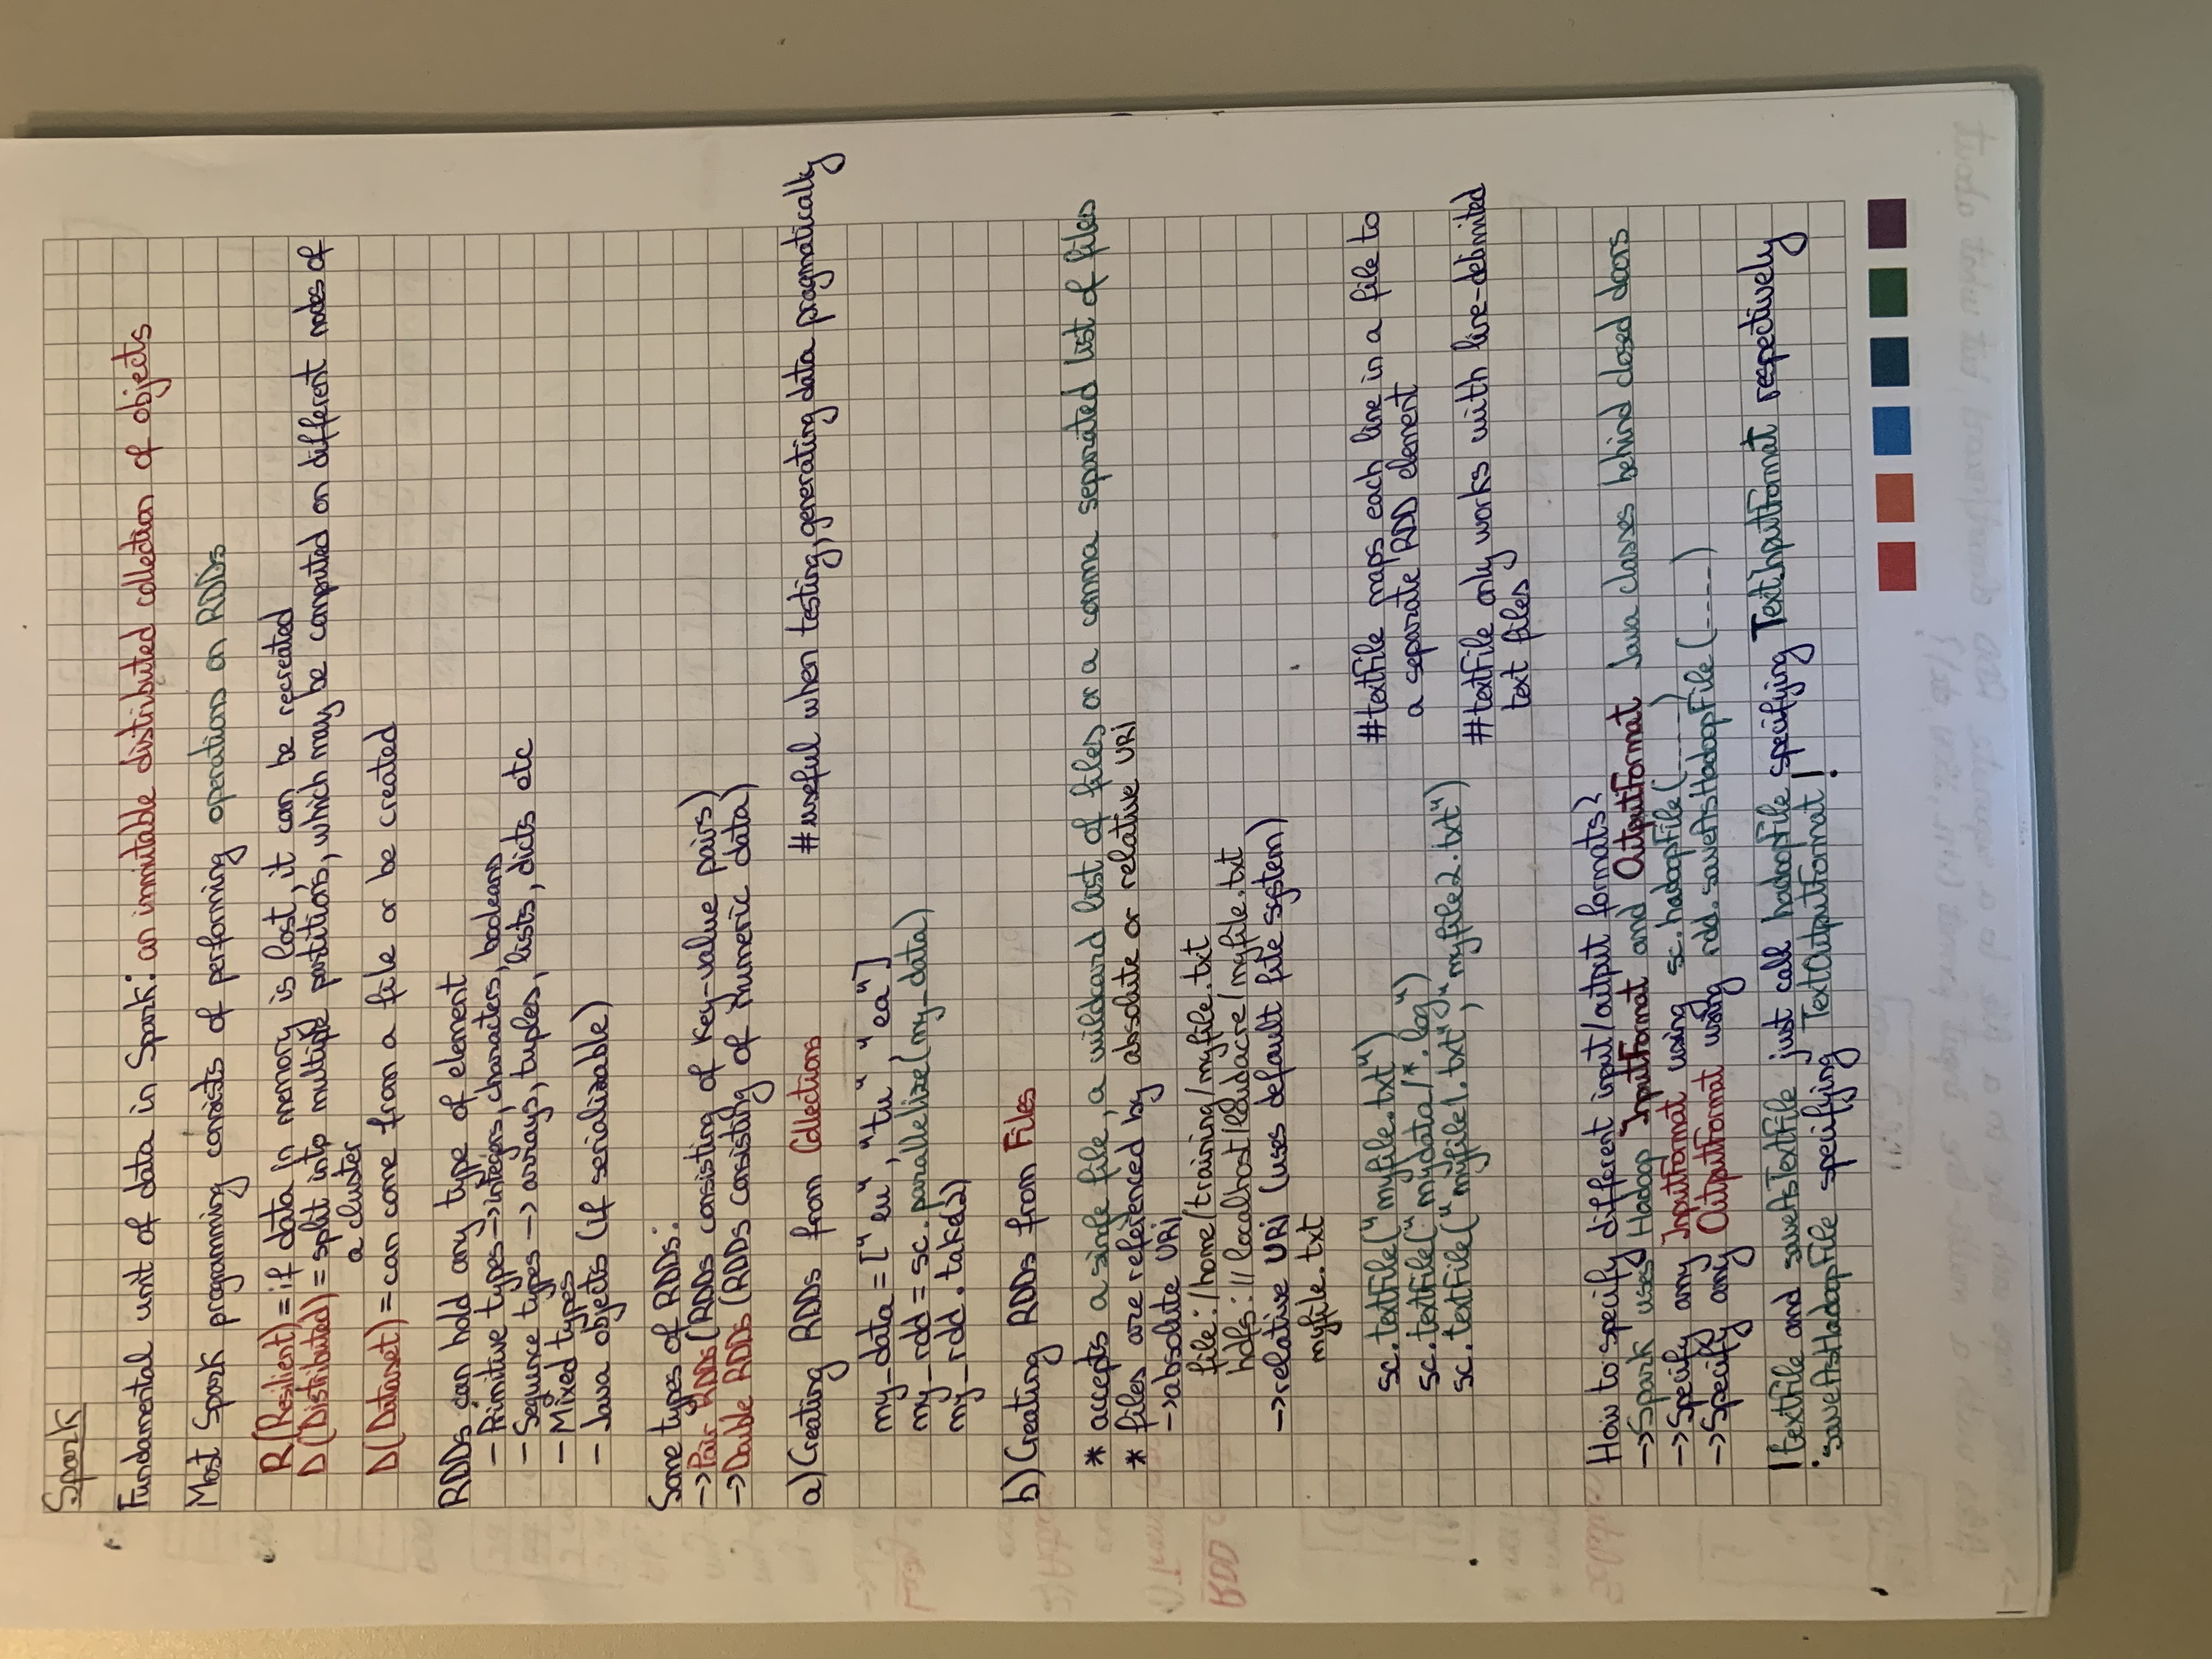 Spark
Fundamental unit of data in Spark: an immutable distributed collection of objects
Most Spark programming consists of performing operations on RDDs
R(Resilient) = if data in memory is lost, it can be recreated
D(Distributed) = split into multiple partitions, which may be computed on different nodes of
a cluster
D(Dataset) = can come from a file or be created
RDDs can hold any type of element
- Primitive types -> integers, characters, booleans
- Sequence types -> arrays, tuples, lists, dicts etc
- Mixed types
- Java objects (if serializable)
Some types of RDDs:
-> Pair RDDs (RDDs consisting of Key-value pairs)
-> Double RDDs (RDDs consisting of numeric data)
a) Creating RDDs from Collections #useful when testing, generating data pragmatically
my_data = ["eu", "tu", "ea"]
my_rdd = sc.parallelize(my_data)
my_rdd.take(2)
b) Creating RDDs from Files
* accepts a single file, a wildcard list of files or a comma separated list of files
* files are referenced by absolute or relative URi
-> absolute URi
file:/home/training/myfile.txt
hdfs://localhost/loudacre/myfile.txt
-> relative URi (uses default file system)
myfile.txt
sc.textFile("myfile.txt")
sc.textFile("mydata/*.log")
sc.textFile("myfile1.txt", "myfile2.txt")
#textFile maps each line in a file to
a separate RDD element
#textFile only works with line-delimited
text files
How to specify different input/output formats?
-> Spark uses Hadoop InputFormat and OutputFormat Java classes behind closed doors
-> Specify any InputFormat using sc.hadoopFile(____)
-> Specify any OutputFormat using rdd.saveAsHadoopFile(____)
! textFile and saveAsTextFile just call hadoopFile specifying TextInputFormat respectively
saveAsHadoopFile specifying TextOutputFormat!